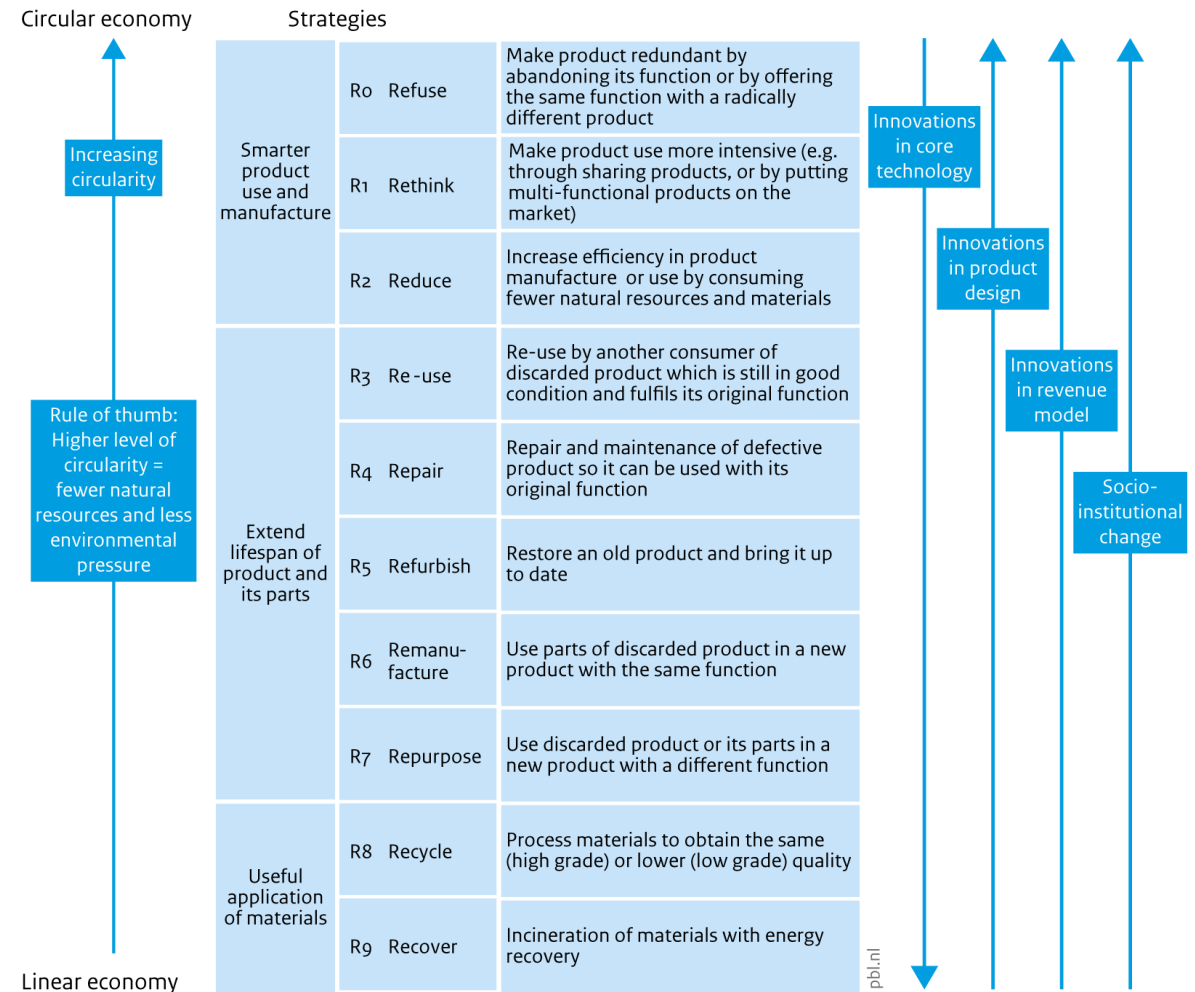 Circular economy
Strategies
Increasing
circularity
Rule of thumb:
Higher level of
circularity =
fewer natural
resources and less
environmental
pressure
Linear economy
Smarter
product
use and
manufacture
R0 Refuse
Make product redundant by
abandoning its function or by offering
the same function with a radically
different product
R1 Rethink
Make product use more intensive (e.g.
through sharing products, or by putting
multi-functional products on the
market)
R2 Reduce
Increase efficiency in product
manufacture or use by consuming
fewer natural resources and materials
Extend
lifespan of
product and
its parts
R3 Re-use
Re-use by another consumer of
discarded product which is still in good
condition and fulfils its original function
R4 Repair
Repair and maintenance of defective
product so it can be used with its
original function
R5 Refurbish
Restore an old product and bring it up
to date
R6 Remanu-
facture
Use parts of discarded product in a new
product with the same function
R7 Repurpose
Use discarded product or its parts in a
new product with a different function
Useful
application
of materials
R8 Recycle
Process materials to obtain the same
(high grade) or lower (low grade) quality
R9 Recover
Incineration of materials with energy
recovery
Innovations
in core
technology
Innovations
in product
design
Innovations
in revenue
model
Socio-
institutional
change
pbl.nl